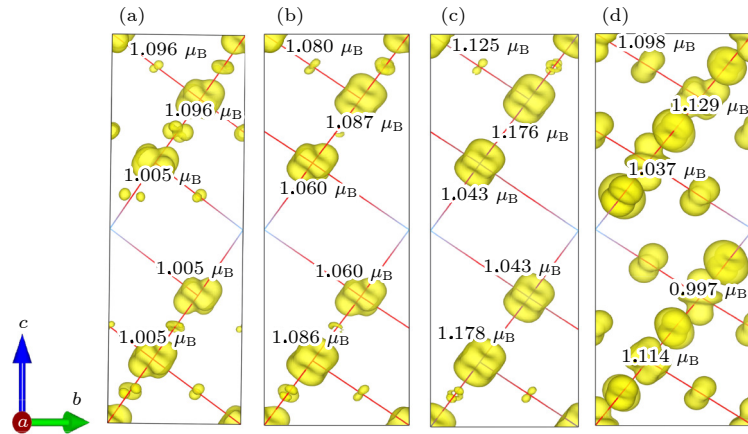 (a) (b) (c) (d)
1.096 μB 1.080 μB 1.125 μB 1.098 μB
1.096 μB 1.087 μB 1.176 μB 1.129 μB
1.005 μB 1.060 μB 1.043 μB 1.037 μB
1.005 μB 1.060 μB 1.043 μB 0.997 μB
1.005 μB 1.086 μB 1.178 μB 1.114 μB
c
b
a